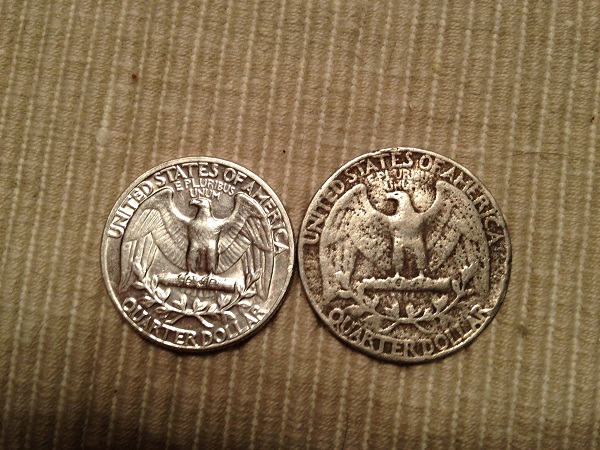 UNITED STATES OF AMERICA
E PLURIBUS
UNUM
QUARTER DOLLAR
UNITED STATES OF AMERICA
E PLURIBUS
UNUM
QUARTER DOLLAR